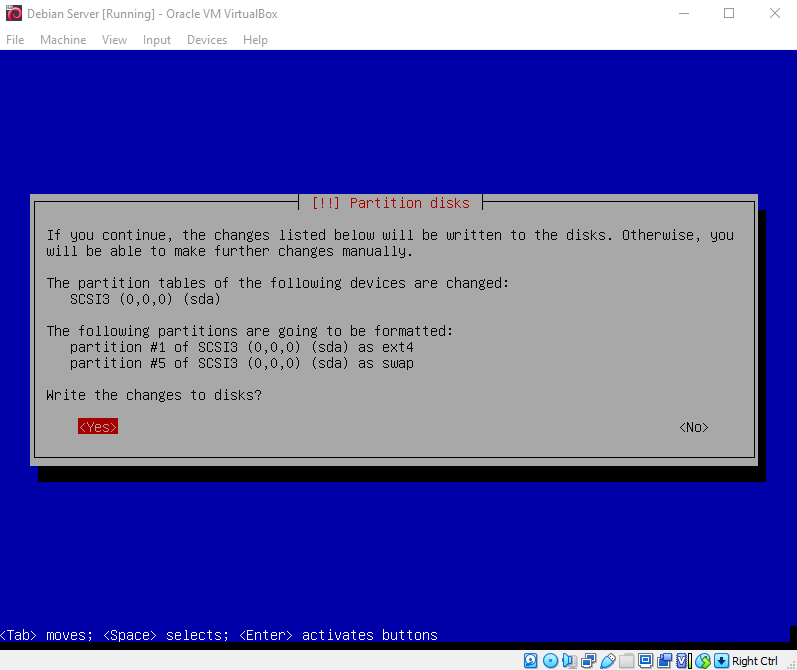 Debian Server [Running] - Oracle VM VirtualBox
File Machine View Input Devices Help
[!!] Partition disks
If you continue, the changes listed below will be written to the disks. Otherwise, you
will be able to make further changes manually.
The partition tables of the following devices are changed:
SCSI3 (0,0,0) (sda)
The following partitions are going to be formatted:
partition #1 of SCSI3 (0,0,0) (sda) as ext4
partition #5 of SCSI3 (0,0,0) (sda) as swap
Write the changes to disks?
<Yes> <No>
<Tab> moves; <Space> selects; <Enter> activates buttons
Right Ctrl